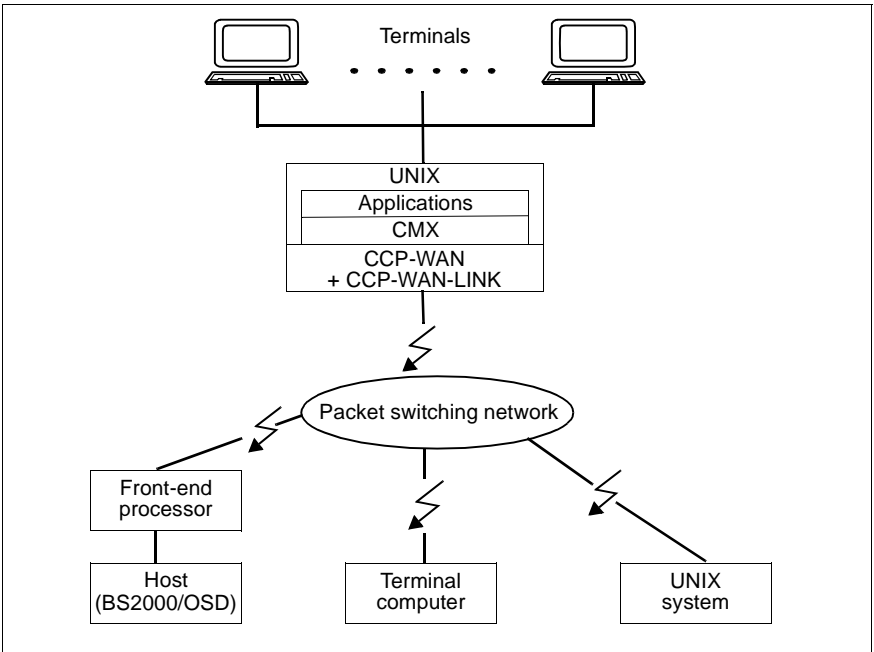 Terminals
UNIX
Applications
CMX
CCP-WAN
+ CCP-WAN-LINK
Packet switching network
Front-end
processor
Host
(BS2000/OSD)
Terminal
computer
UNIX
system